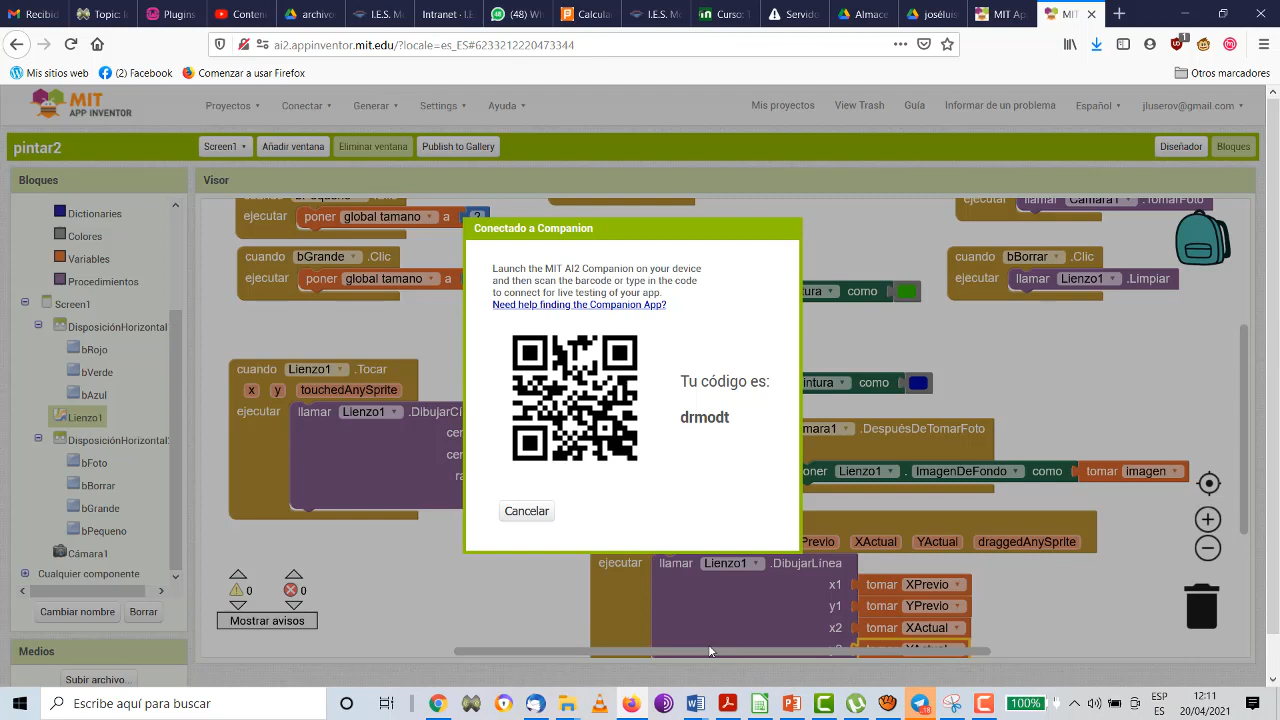 MIT A
Topic
Plugins
Content
drive
I.E.S.
Intranet - I.E
(48) W
Calcular
I.E.S. M
Curso: 
Servido
Almace
joséluis
MIT Ap
MIT
ai2.appinventor.mit.edu/?locale=es_ES#6233212220473344
1
Mis sitios web
(2) Facebook
Comenzar a usar Firefox
Otros marcadores
MIT
APP INVENTOR
Proyectos
Conectar
Generar
Settings
Ayuda
Mis proyectos
View Trash
Guía
Informar de un problema
Español
jluserov@gmail.com
pintar2
Screen1
Añadir ventana
Eliminar ventana
Publish to Gallery
Diseñador
Bloques
Bloques
Visor
Dictionaries
Colores
Variables
Procedimientos
Screen1
DisposiciónHorizontal
bRojo
bVerde
bAzul
Lienzo1
DisposiciónHorizontal
bFoto
bBorrar
bGrande
bPequeno
Cámara1
Cualquier componente
Cambiar nombre
Borrar
Medios
Subir archivo...
ejecutar poner global tamano a 2
cuando bGrande .Clic
ejecutar poner global tamano a
cuando Lienzo1 .Tocar
x y touchedAnySprite
ejecutar llamar Lienzo1 .DibujarLí
0 0
Mostrar avisos
Conectado a Companion
Launch the MIT AI2 Companion on your device
and then scan the barcode or type in the code
to connect for live testing of your app.
Need help finding the Companion App?
Tu código es:
drmodt
Cancelar
llamar Cámara1 .TomarFoto
cuando bBorrar .Clic
ejecutar llamar Lienzo1 .Limpiar
como
como
.DespuésDeTomarFoto
Lienzo1 . ImagenDeFondo como tomar imagen
XActual YActual draggedAnySprite
ejecutar llamar Lienzo1 .DibujarLínea
x1 tomar XPrevio
y1 tomar YPrevio
x2 tomar XActual
Escribe aquí para buscar
100%
ESP
ES
12:11
20/04/2021